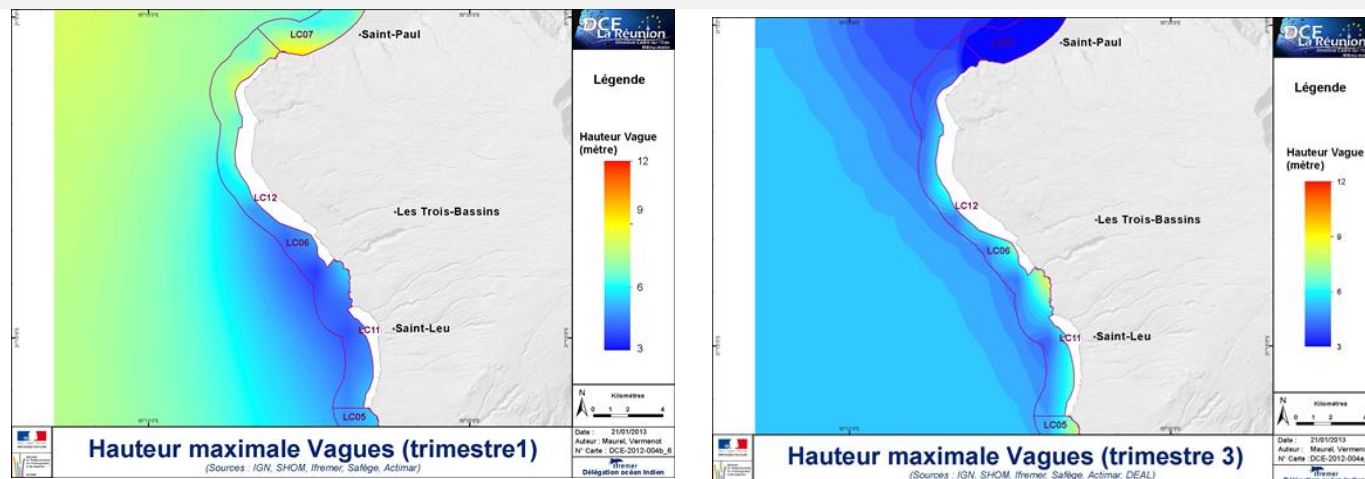 LC07
Saint-Paul
LC12
Les Trois-Bassins
LC06
LC11
Saint-Leu
LC05
DCE
La Réunion
Légende
Hauteur Vague
(mètre)
12
9
6
3
N
Kilomètres
0 1 2 4
Date : 21/01/2013
Auteur : Maurel, Vermenot
N° Carte : DCE-2012-004b_6
Ifremer
Délégation océan Indien
Hauteur maximale Vagues (trimestre1)
(Sources : IGN, SHOM, Ifremer, Safège, Actimar)
Saint-Paul
LC12
Les Trois-Bassins
LC06
LC11
Saint-Leu
LC05
DCE
La Réunion
Légende
Hauteur Vague
(mètre)
12
9
6
3
N
Kilomètres
0 1 2 4
Date : 21/01/2013
Auteur : Maurel, Vermenot
N° Carte : DCE-2012-004a
Ifremer
Délégation océan Indien
Hauteur maximale Vagues (trimestre 3)
(Sources : IGN, SHOM, Ifremer, Safège, Actimar, DEAL)